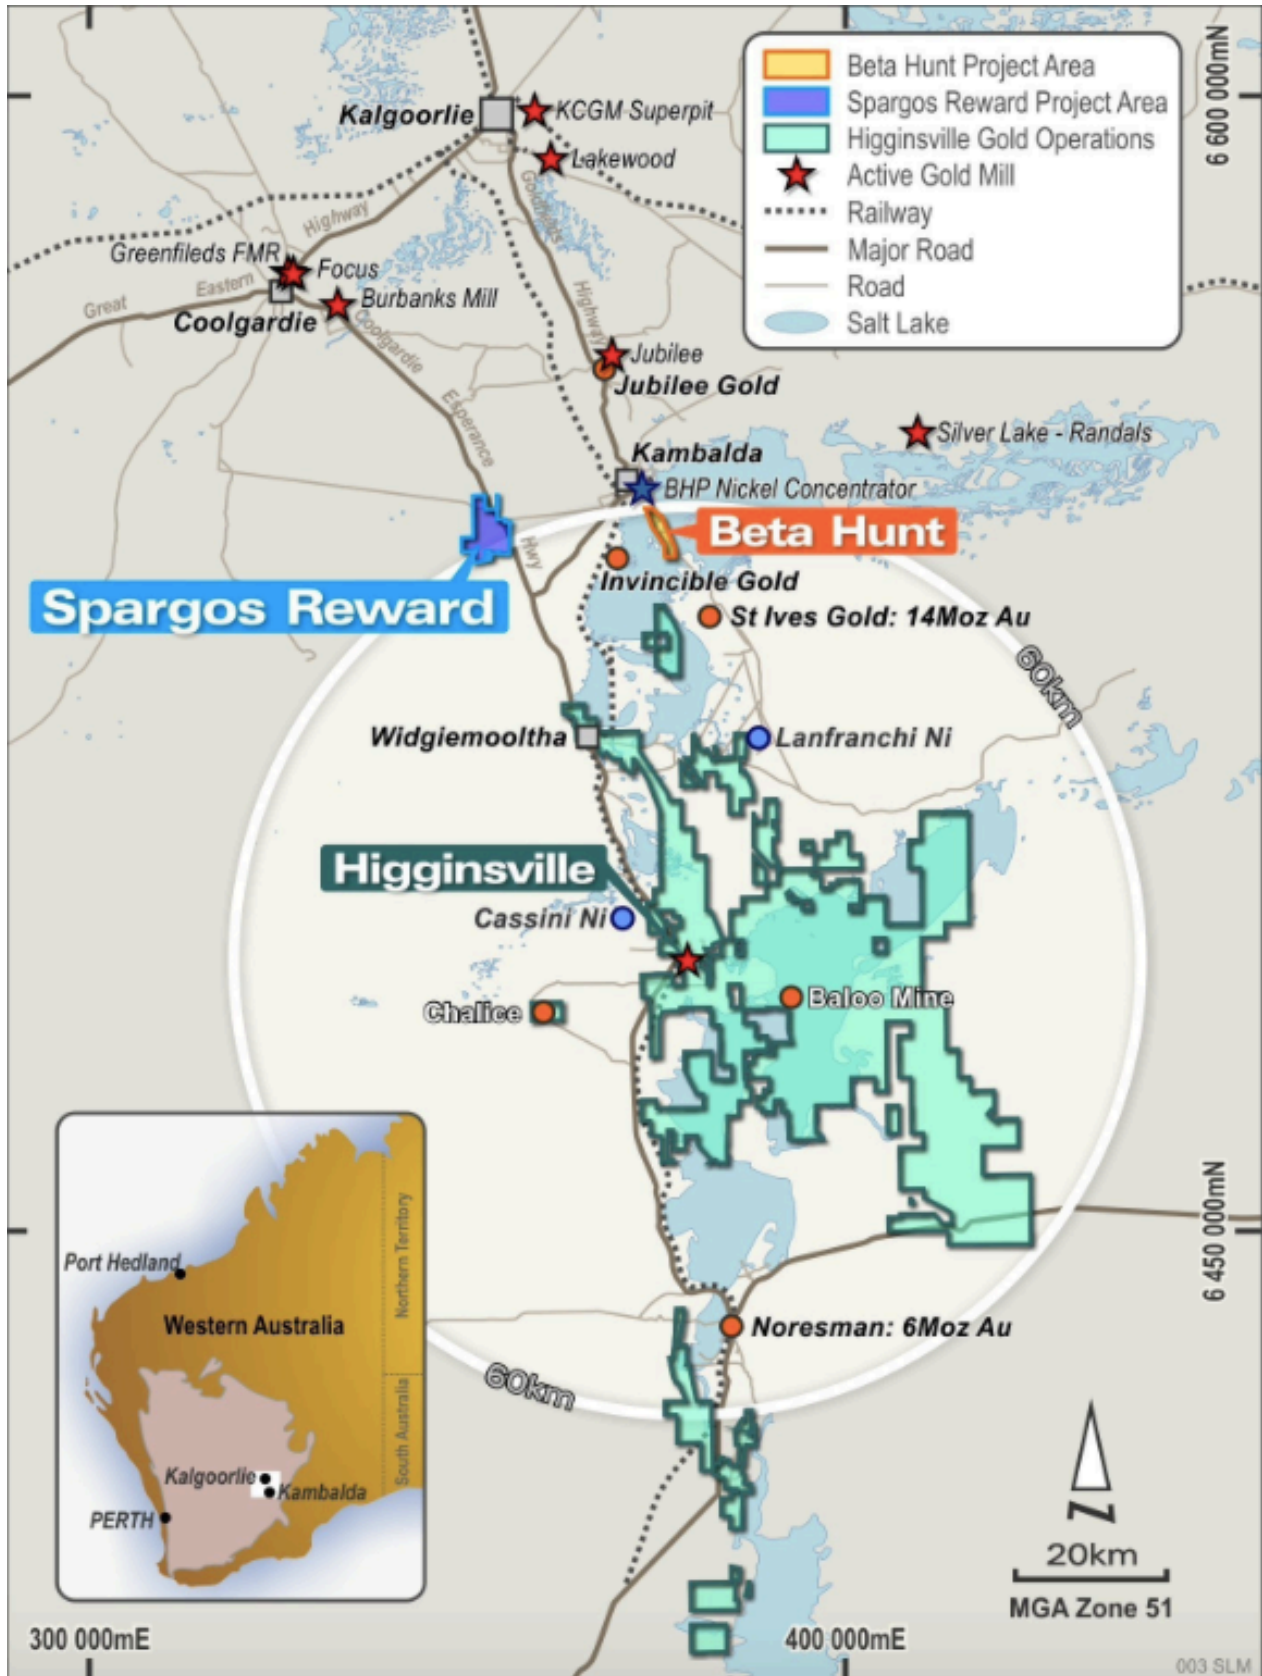 Beta Hunt Project Area
Spargos Reward Project Area
Higginsville Gold Operations
Active Gold Mill
Railway
Major Road
Road
Salt Lake
6 600 000mN
Kalgoorlie
KCGM Superpit
Lakewood
Goldfields
Highway
Highway
Greenfileds FMR
Focus
Great
Eastern
Burbanks Mill
Coolgardie
Coolgardie
Esperance
Hwy
Jubilee
Jubilee Gold
Silver Lake - Randals
Kambalda
BHP Nickel Concentrator
Beta Hunt
Spargos Reward
Invincible Gold
St Ives Gold: 14Moz Au
60km
Widgiemooltha
Lanfranchi Ni
Higginsville
Cassini Ni
Chalice
Baloo Mine
6 450 000mN
Noresman: 6Moz Au
60km
Port Hedland
Western Australia
Northern Territory
South Australia
Kalgoorlie
Kambalda
PERTH
N
20km
MGA Zone 51
300 000mE
400 000mE
003 SLM